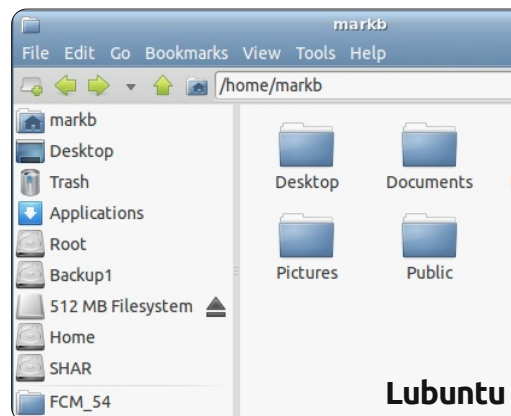 markb
File Edit Go Bookmarks View Tools Help
/home/markb
markb
Desktop
Trash
Applications
Root
Backup1
512 MB Filesystem
Home
SHAR
FCM_54
Desktop Documents
Pictures Public
Lubuntu